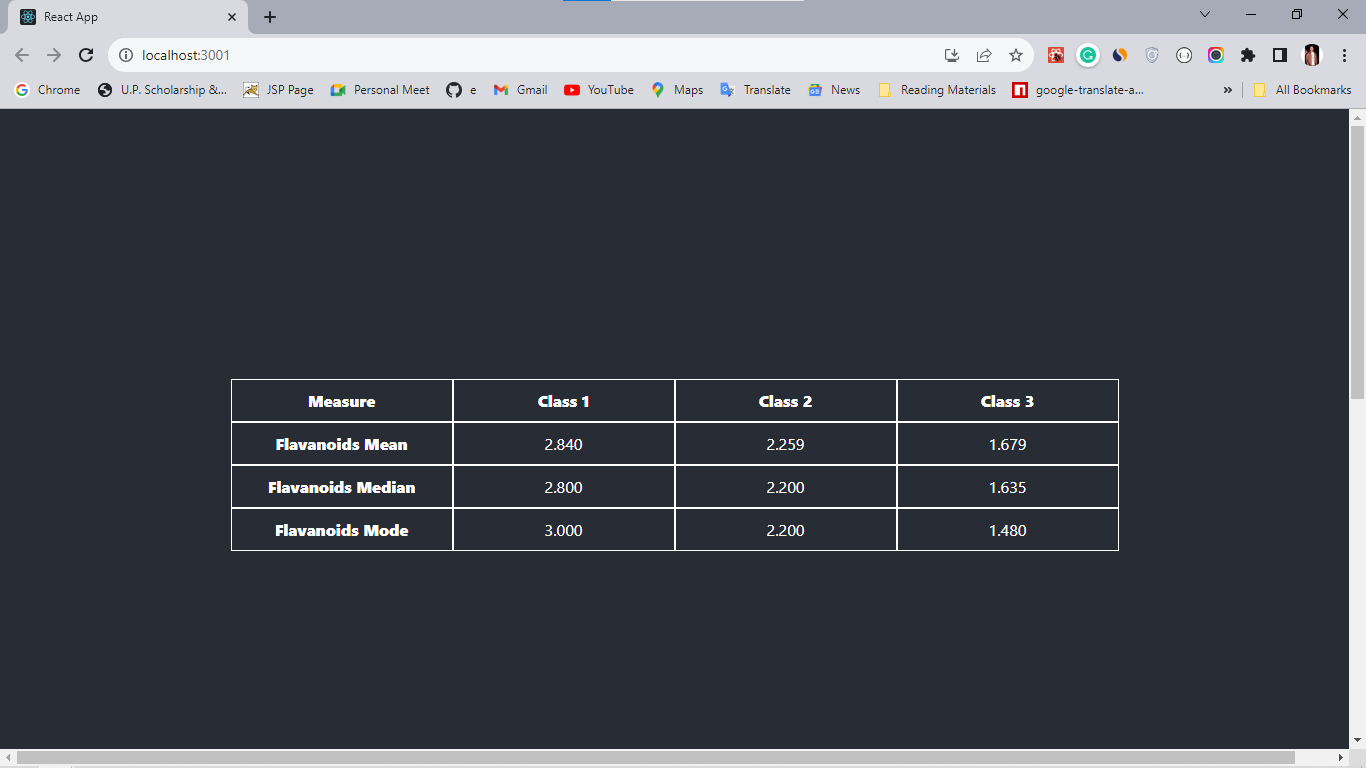 React App
localhost:3001
Chrome U.P. Scholarship &... JSP Page Personal Meet e Gmail YouTube Maps Translate News Reading Materials google-translate-a... » All Bookmarks
Measure Class 1 Class 2 Class 3
Flavanoids Mean 2.840 2.259 1.679
Flavanoids Median 2.800 2.200 1.635
Flavanoids Mode 3.000 2.200 1.480